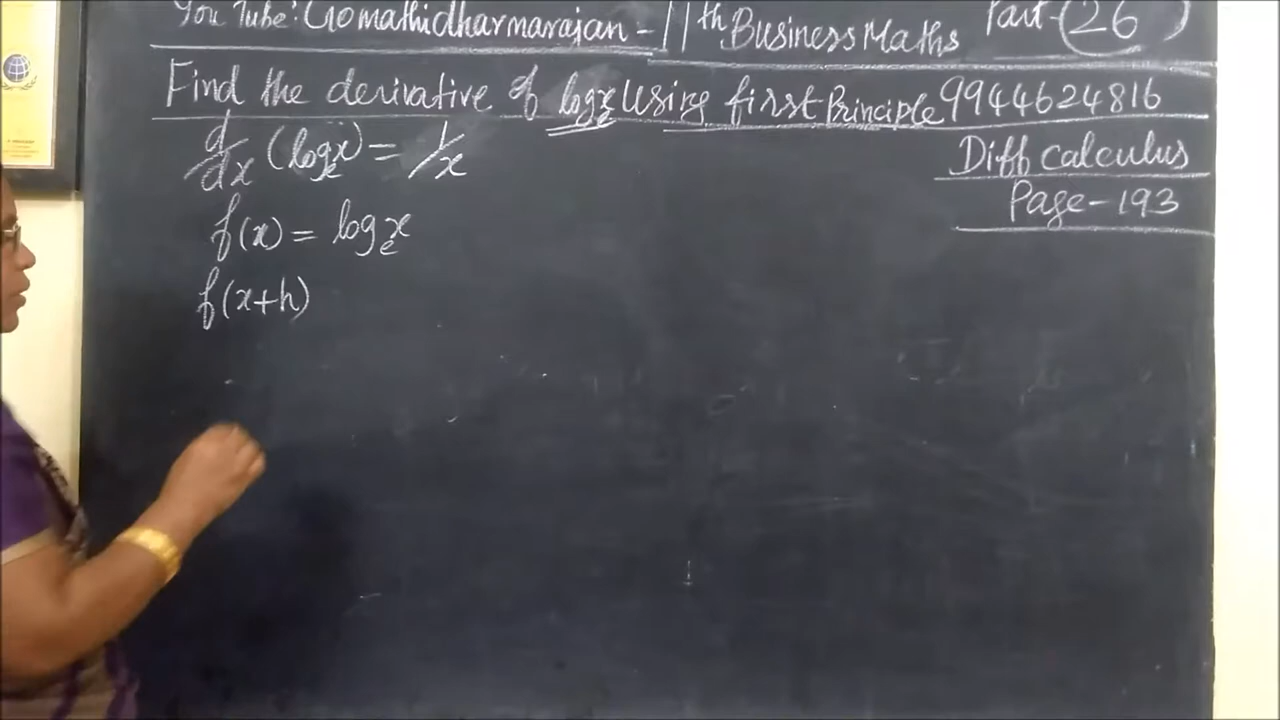 You Tube: Gomathidharmarajan - 11th Business Maths Part - 26
Find the derivative of logₑx Using first Principle 9944624816
d/dx (logₑx) = 1/x
Diff calculus
Page - 193
f(x) = logₑx
f(x+h)